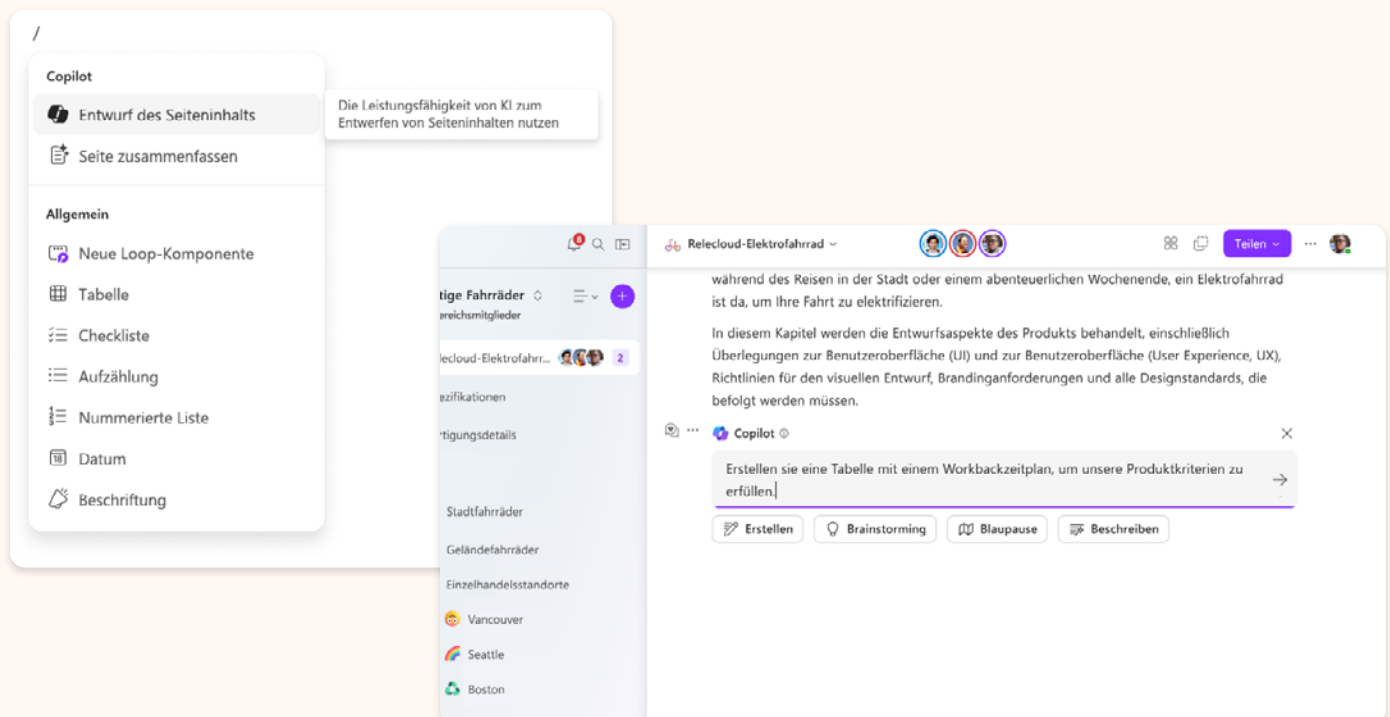 /
Copilot
Entwurf des Seiteninhalts
Die Leistungsfähigkeit von KI zum
Entwerfen von Seiteninhalten nutzen
Seite zusammenfassen
Allgemein
Neue Loop-Komponente
Tabelle
Checkliste
Aufzählung
Nummerierte Liste
18 Datum
Beschriftung
8
tige Fahrräder
ereichsmitglieder
lecloud-Elektrofahrr... 2
ezifikationen
tigungsdetails
Stadtfahrräder
Geländefahrräder
Einzelhandelsstandorte
Vancouver
Seattle
Boston
Relecloud-Elektrofahrrad
Teilen
während des Reisen in der Stadt oder einem abenteuerlichen Wochenende, ein Elektrofahrrad
ist da, um Ihre Fahrt zu elektrifizieren.
In diesem Kapitel werden die Entwurfsaspekte des Produkts behandelt, einschließlich
Überlegungen zur Benutzeroberfläche (UI) und zur Benutzeroberfläche (User Experience, UX),
Richtlinien für den visuellen Entwurf, Brandinganforderungen und alle Designstandards, die
befolgt werden müssen.
Copilot
Erstellen sie eine Tabelle mit einem Workbackzeitplan, um unsere Produktkriterien zu
erfüllen.
Erstellen Brainstorming Blaupause Beschreiben